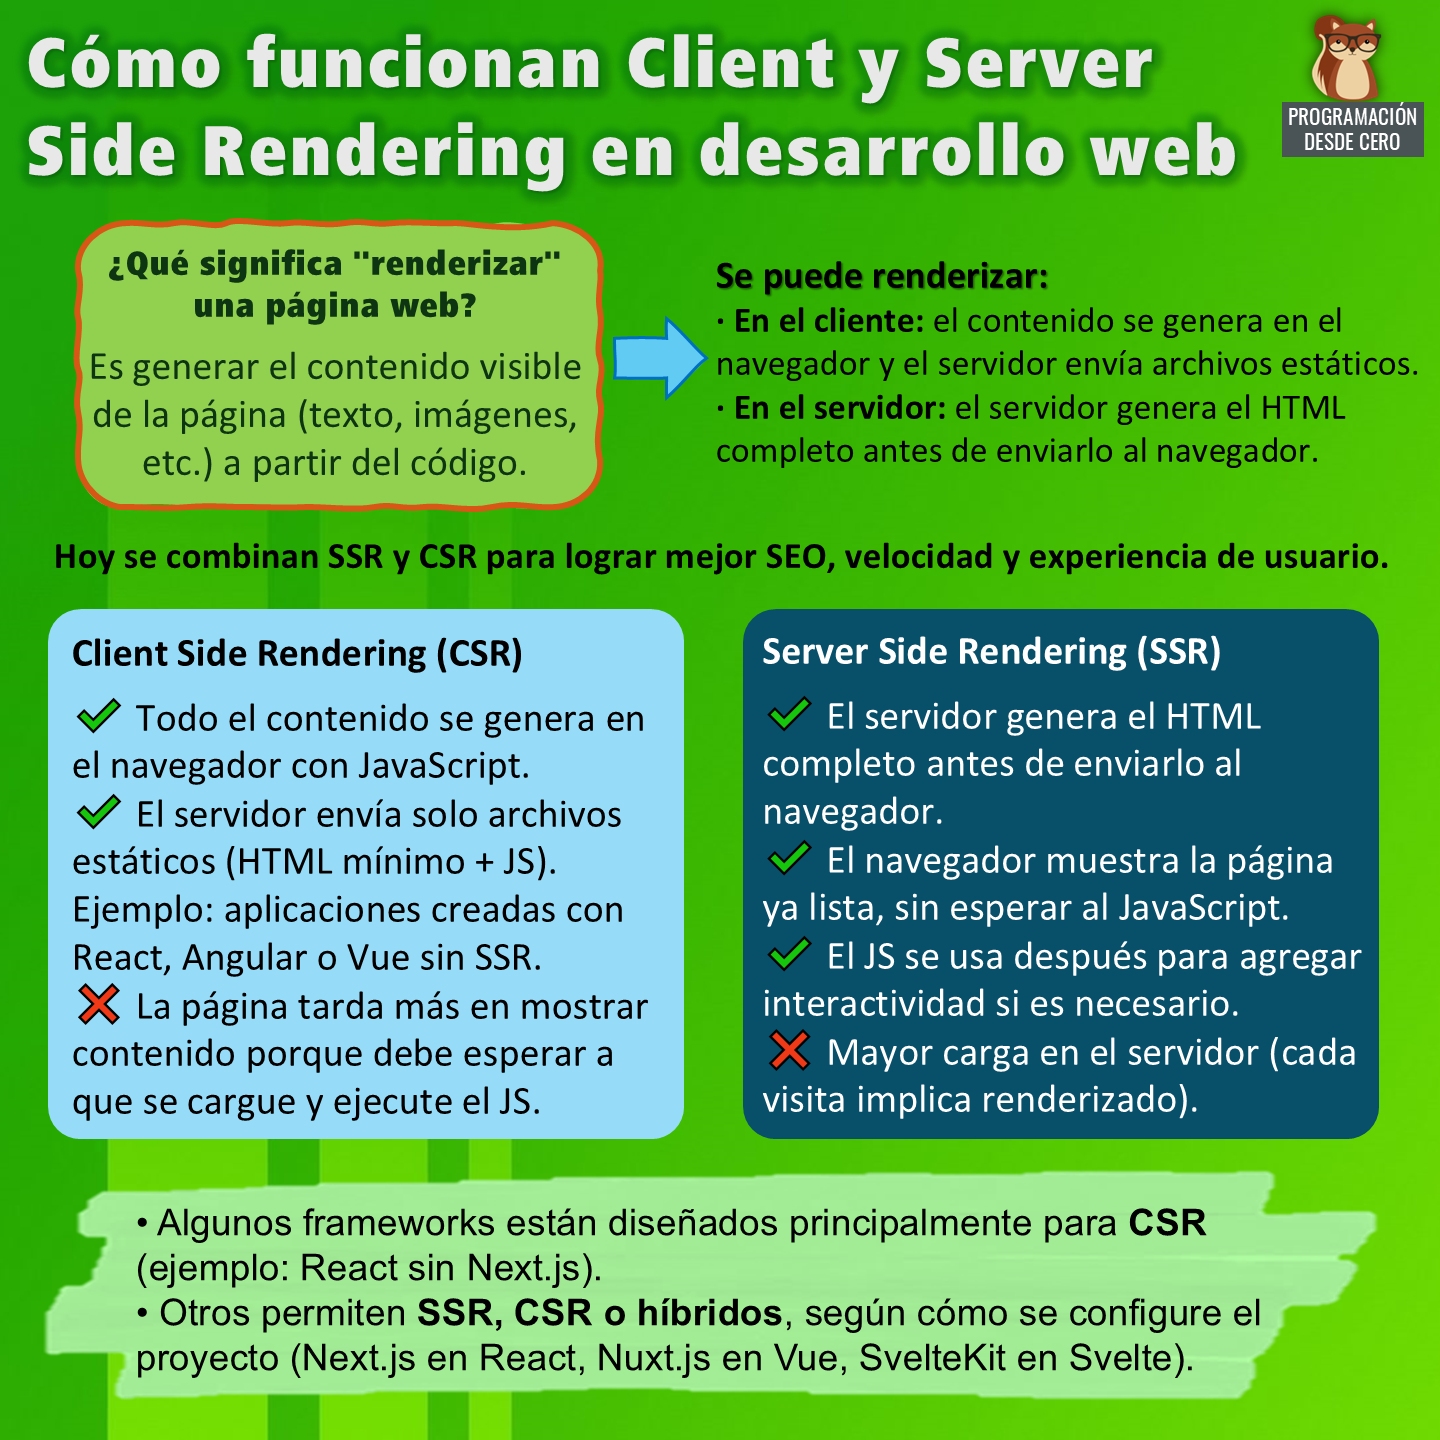 Cómo funcionan Client y Server
Side Rendering en desarrollo web
PROGRAMACIÓN
DESDE CERO
¿Qué significa "renderizar"
una página web?
Es generar el contenido visible
de la página (texto, imágenes,
etc.) a partir del código.
Se puede renderizar:
· En el cliente: el contenido se genera en el
navegador y el servidor envía archivos estáticos.
· En el servidor: el servidor genera el HTML
completo antes de enviarlo al navegador.
Hoy se combinan SSR y CSR para lograr mejor SEO, velocidad y experiencia de usuario.
Client Side Rendering (CSR)
✔ Todo el contenido se genera en
el navegador con JavaScript.
✔ El servidor envía solo archivos
estáticos (HTML mínimo + JS).
Ejemplo: aplicaciones creadas con
React, Angular o Vue sin SSR.
❌ La página tarda más en mostrar
contenido porque debe esperar a
que se cargue y ejecute el JS.
Server Side Rendering (SSR)
✔ El servidor genera el HTML
completo antes de enviarlo al
navegador.
✔ El navegador muestra la página
ya lista, sin esperar al JavaScript.
✔ El JS se usa después para agregar
interactividad si es necesario.
❌ Mayor carga en el servidor (cada
visita implica renderizado).
• Algunos frameworks están diseñados principalmente para CSR
(ejemplo: React sin Next.js).
• Otros permiten SSR, CSR o híbridos, según cómo se configure el
proyecto (Next.js en React, Nuxt.js en Vue, SvelteKit en Svelte).